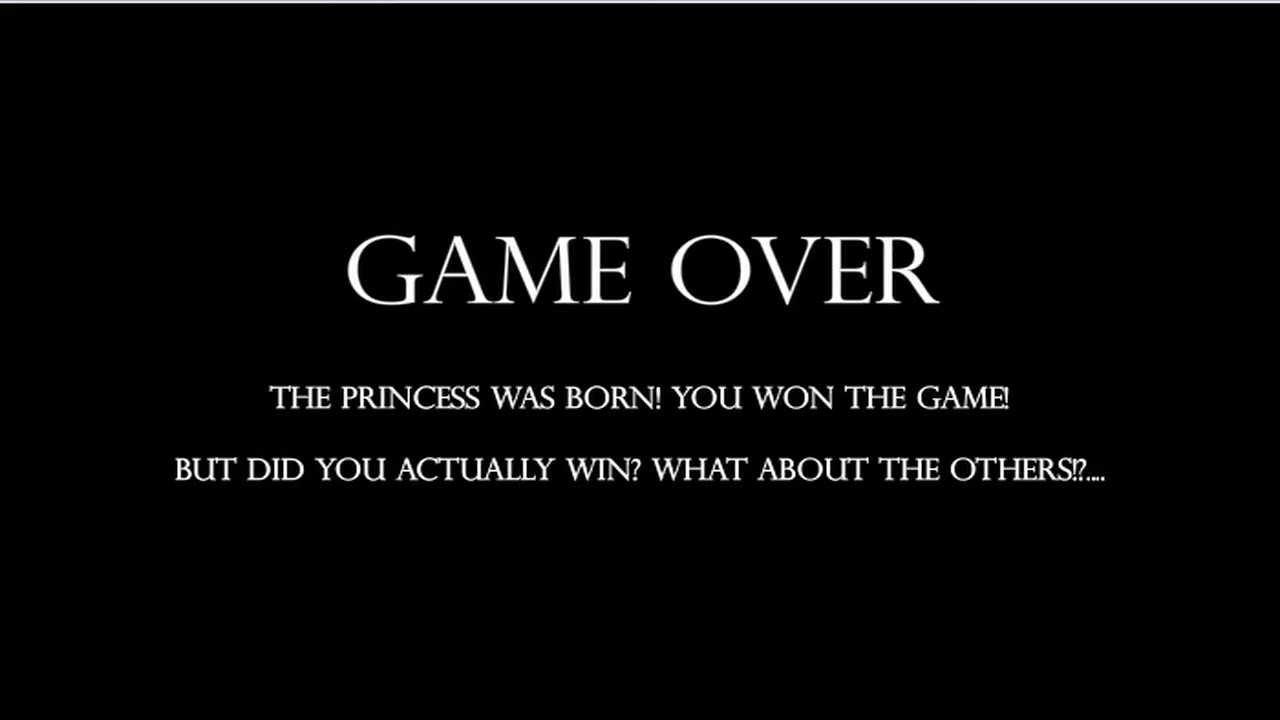 GAME OVER
THE PRINCESS WAS BORN! YOU WON THE GAME!
BUT DID YOU ACTUALLY WIN? WHAT ABOUT THE OTHERS!?....